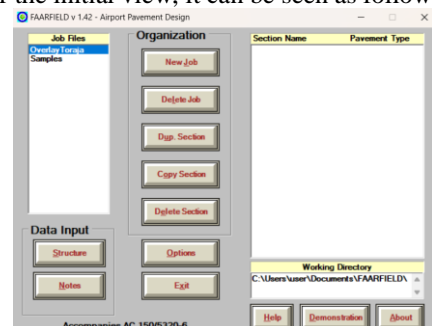 r the initial view, it can be seen as follow
FAARFIELD v 1.42 - Airport Pavement Design
Job Files
OverlayToraja
Samples
Organization
New Job
Delete Job
Dup. Section
Copy Section
Delete Section
Section Name Pavement Type
Data Input
Structure
Notes
Options
Exit
Working Directory
C:\Users\user\Documents\FAARFIELD\
Help
Demonstration
About
Accompanies AC 150/5320-6